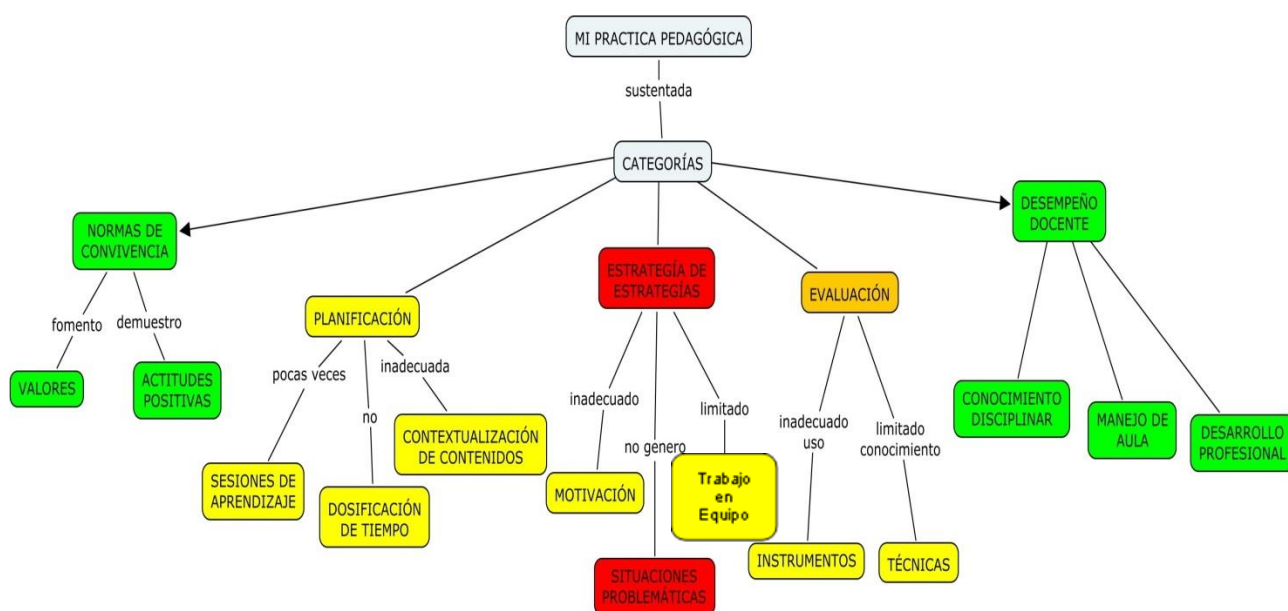 MI PRACTICA PEDAGÓGICA
sustentada
CATEGORÍAS
NORMAS DE
CONVIVENCIA
fomento
demuestro
VALORES
ACTITUDES
POSITIVAS
PLANIFICACIÓN
pocas veces
no
inadecuada
SESIONES DE
APRENDIZAJE
DOSIFICACIÓN
DE TIEMPO
CONTEXTUALIZACIÓN
DE CONTENIDOS
ESTRATEGÍA DE
ESTRATEGÍAS
inadecuado
no genero
limitado
MOTIVACIÓN
SITUACIONES
PROBLEMÁTICAS
Trabajo
en
Equipo
EVALUACIÓN
inadecuado
uso
limitado
conocimiento
INSTRUMENTOS
TÉCNICAS
DESEMPEÑO
DOCENTE
CONOCIMIENTO
DISCIPLINAR
MANEJO DE
AULA
DESARROLLO
PROFESIONAL